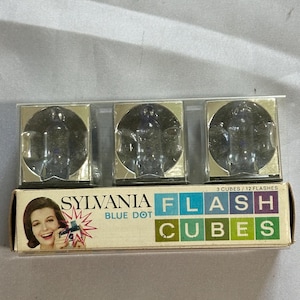 3 CUBES / 12 FLASHES
SYLVANIA FLASH
BLUE DOT CUBES